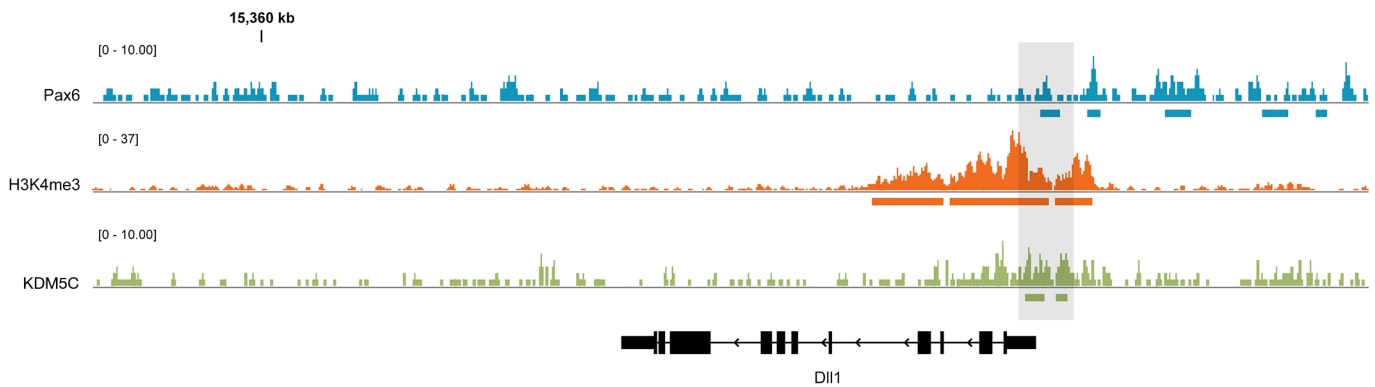 15,360 kb
[0 - 10.00]
Pax6
[0 - 37]
H3K4me3
[0 - 10.00]
KDM5C
Dll1